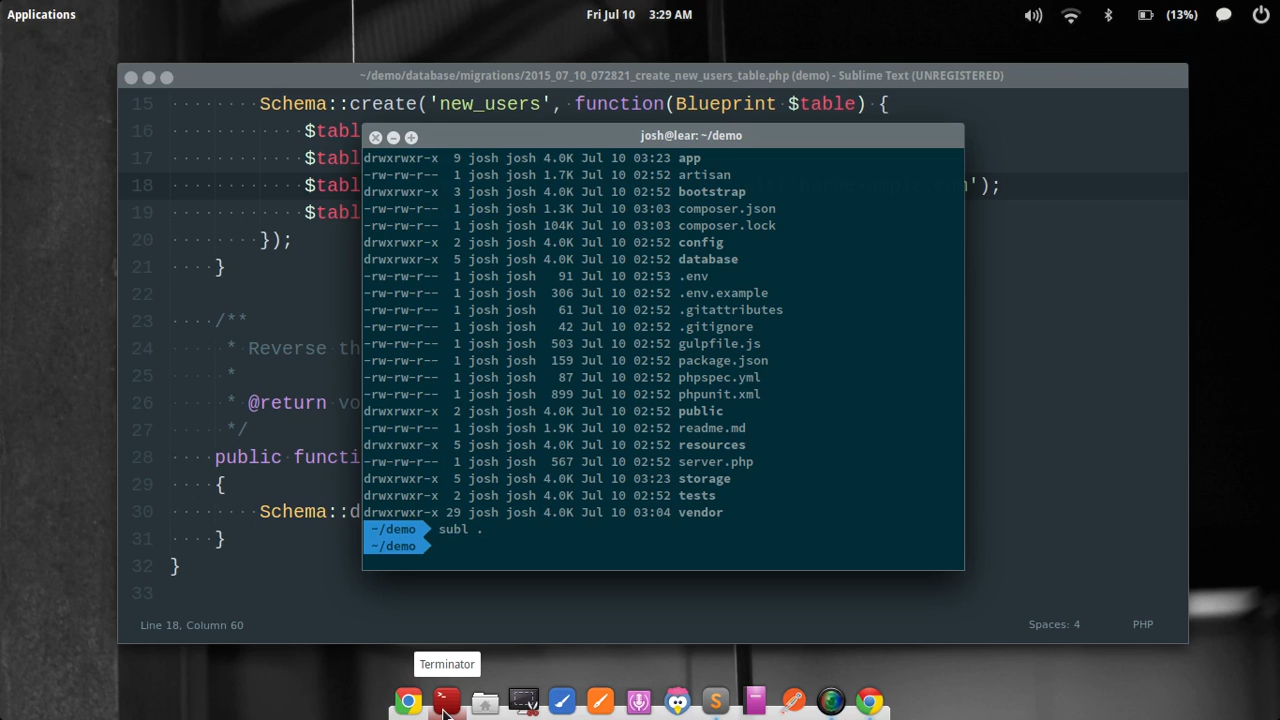 Applications
Fri Jul 10 3:29 AM
(13%)
~/demo/database/migrations/2015_07_10_072821_create_new_users_table.php (demo) - Sublime Text (UNREGISTERED)
15 Schema::create('new_users', function(Blueprint $table) {
16 $tabl
17 $tabl
18 $tabl ');
19 $tabl
20 });
21 }
22
23 /**
24 * Reverse th
25 *
26 * @return vo
27 */
28 public functi
29 {
30 Schema::d
31 }
32 }
33
Line 18, Column 60
Spaces: 4
PHP
josh@lear: ~/demo
drwxrwxr-x 9 josh josh 4.0K Jul 10 03:23 app
-rw-rw-r-- 1 josh josh 1.7K Jul 10 02:52 artisan
drwxrwxr-x 3 josh josh 4.0K Jul 10 02:52 bootstrap
-rw-rw-r-- 1 josh josh 1.3K Jul 10 03:03 composer.json
-rw-rw-r-- 1 josh josh 104K Jul 10 03:03 composer.lock
drwxrwxr-x 2 josh josh 4.0K Jul 10 02:52 config
drwxrwxr-x 5 josh josh 4.0K Jul 10 02:52 database
-rw-rw-r-- 1 josh josh 91 Jul 10 02:53 .env
-rw-rw-r-- 1 josh josh 306 Jul 10 02:52 .env.example
-rw-rw-r-- 1 josh josh 61 Jul 10 02:52 .gitattributes
-rw-rw-r-- 1 josh josh 42 Jul 10 02:52 .gitignore
-rw-rw-r-- 1 josh josh 503 Jul 10 02:52 gulpfile.js
-rw-rw-r-- 1 josh josh 159 Jul 10 02:52 package.json
-rw-rw-r-- 1 josh josh 87 Jul 10 02:52 phpspec.yml
-rw-rw-r-- 1 josh josh 899 Jul 10 02:52 phpunit.xml
drwxrwxr-x 2 josh josh 4.0K Jul 10 02:52 public
-rw-rw-r-- 1 josh josh 1.9K Jul 10 02:52 readme.md
drwxrwxr-x 5 josh josh 4.0K Jul 10 02:52 resources
-rw-rw-r-- 1 josh josh 567 Jul 10 02:52 server.php
drwxrwxr-x 5 josh josh 4.0K Jul 10 03:23 storage
drwxrwxr-x 2 josh josh 4.0K Jul 10 02:52 tests
drwxrwxr-x 29 josh josh 4.0K Jul 10 03:04 vendor
~/demo subl .
~/demo
Terminator